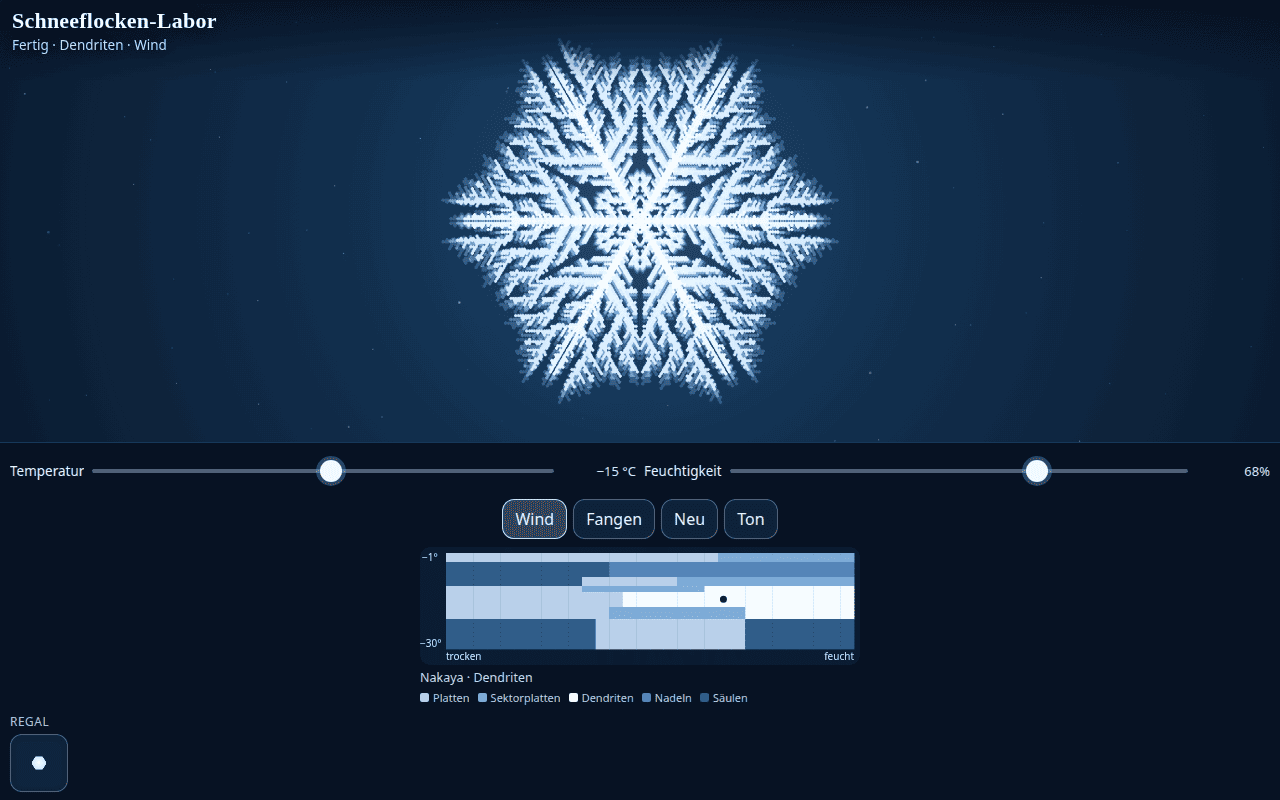 Schneeflocken-Labor
Fertig · Dendriten · Wind
Temperatur −15 °C Feuchtigkeit 68%
Wind Fangen Neu Ton
−1°
−30°
trocken feucht
Nakaya · Dendriten
Platten Sektorplatten Dendriten Nadeln Säulen
REGAL